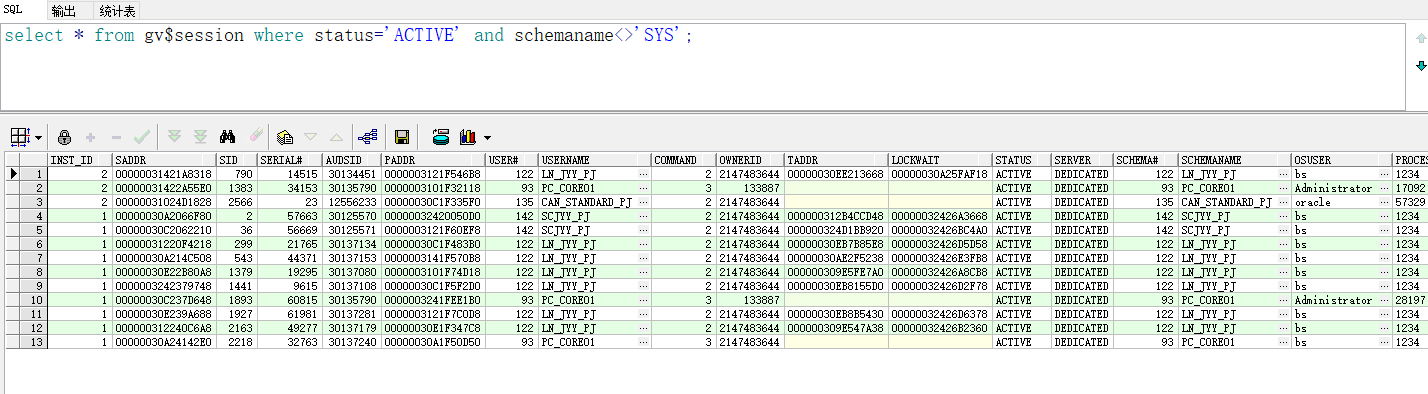 SQL 输出 统计表
select * from gv$session where status='ACTIVE' and schemaname<>'SYS';
INST_ID SADDR SID SERIAL# AUDSID PADDR USER# USERNAME COMMAND OWNERID TADDR LOCKWAIT STATUS SERVER SCHEMA# SCHEMANAME OSUSER PROCES
1 2 00000031421A8318 790 14515 30134451 0000003121F546B8 122 LN_JYY_PJ ... 2 2147483644 00000030EE213668 00000030A25FAF18 ACTIVE DEDICATED 122 LN_JYY_PJ ... bs ... 1234
2 2 00000031422A55E0 1383 34153 30135790 0000003101F32118 93 PC_CORE01 ... 3 133887 ACTIVE DEDICATED 93 PC_CORE01 ... Administrator ... 17092
3 2 00000031024D1828 2566 23 12556233 00000030C1F335F0 135 CAN_STANDARD_PJ ... 2 2147483644 ACTIVE DEDICATED 135 CAN_STANDARD_PJ ... oracle ... 57329
4 1 00000030A2066F80 2 57663 30125570 00000032420050D0 142 SCJYY_PJ ... 2 2147483644 000000312B4CCD48 00000032426A3668 ACTIVE DEDICATED 142 SCJYY_PJ ... bs ... 1234
5 1 00000030C2062210 36 56669 30125571 0000003121F60EF8 142 SCJYY_PJ ... 2 2147483644 000000324D1BB920 00000032426BC4A0 ACTIVE DEDICATED 142 SCJYY_PJ ... bs ... 1234
6 1 00000031220F4218 299 21765 30137134 00000030C1F483B0 122 LN_JYY_PJ ... 2 2147483644 00000030EB7B85E8 00000032426D5D58 ACTIVE DEDICATED 122 LN_JYY_PJ ... bs ... 1234
7 1 00000030A214C508 543 44371 30137153 0000003141F570B8 122 LN_JYY_PJ ... 2 2147483644 00000030AE2F5238 00000032426E3FB8 ACTIVE DEDICATED 122 LN_JYY_PJ ... bs ... 1234
8 1 00000030E22B80A8 1379 19295 30137080 0000003101F74D18 122 LN_JYY_PJ ... 2 2147483644 000000309E5FE7A0 00000032426A8CB8 ACTIVE DEDICATED 122 LN_JYY_PJ ... bs ... 1234
9 1 0000003242379748 1441 9615 30137108 00000030C1F5F2D0 122 LN_JYY_PJ ... 2 2147483644 00000030EB8155D0 00000032426D2F78 ACTIVE DEDICATED 122 LN_JYY_PJ ... bs ... 1234
10 1 00000030C237D648 1893 60815 30135790 0000003241FEE1B0 93 PC_CORE01 ... 3 133887 ACTIVE DEDICATED 93 PC_CORE01 ... Administrator ... 28197
11 1 00000030E239A688 1927 61981 30137281 0000003121F7C0D8 122 LN_JYY_PJ ... 2 2147483644 00000030EB8B5430 00000032426D6378 ACTIVE DEDICATED 122 LN_JYY_PJ ... bs ... 1234
12 1 000000312240C6A8 2163 49277 30137179 00000030E1F347C8 122 LN_JYY_PJ ... 2 2147483644 000000309E547A38 00000032426B2360 ACTIVE DEDICATED 122 LN_JYY_PJ ... bs ... 1234
13 1 00000030A24142E0 2218 32763 30137240 00000030A1F50D50 93 PC_CORE01 ... 3 2147483644 ACTIVE DEDICATED 93 PC_CORE01 ... bs ... 1234